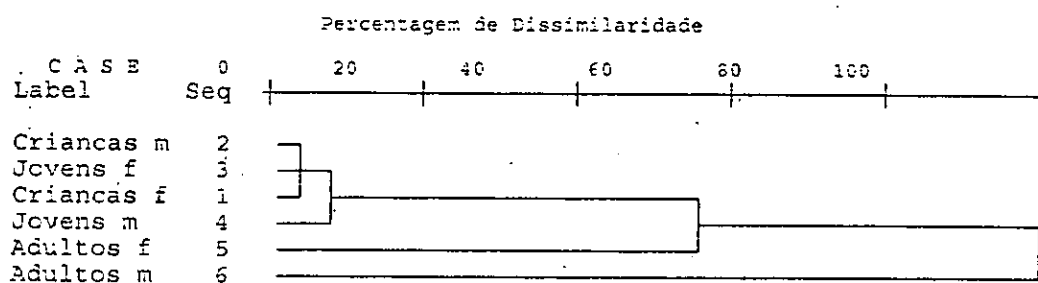 Percentagem de Dissimilaridade
C A S E 0 20 40 60 80 100
Label Seq
Criancas m 2
Jovens f 3
Criancas f 1
Jovens m 4
Adultos f 5
Adultos m 6